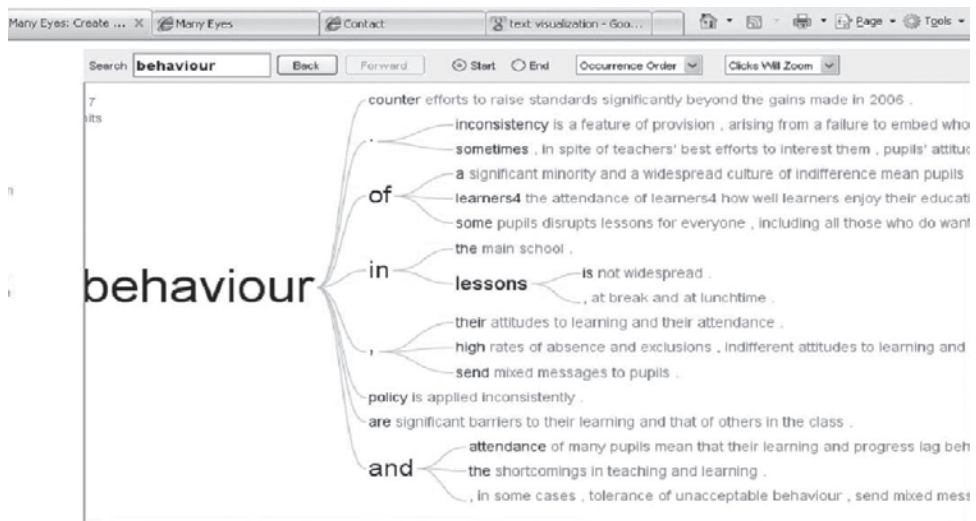 Many Eyes: Create ... X Many Eyes Contact text visualization - Goo... Page Tools
Search behaviour Back Forward Start End Occurrence Order Clicks Will Zoom
7
hits
counter efforts to raise standards significantly beyond the gains made in 2006 .
.
inconsistency is a feature of provision , arising from a failure to embed who
sometimes , in spite of teachers' best efforts to interest them , pupils' attitud
of
a significant minority and a widespread culture of indifference mean pupils
learners4 the attendance of learners4 how well learners enjoy their educati
some pupils disrupts lessons for everyone , including all those who do want
behaviour
in
the main school .
lessons
is not widespread .
, at break and at lunchtime .
,
their attitudes to learning and their attendance .
high rates of absence and exclusions , indifferent attitudes to learning and
send mixed messages to pupils .
policy is applied inconsistently .
are significant barriers to their learning and that of others in the class .
and
attendance of many pupils mean that their learning and progress lag beh
the shortcomings in teaching and learning .
, in some cases , tolerance of unacceptable behaviour , send mixed mess